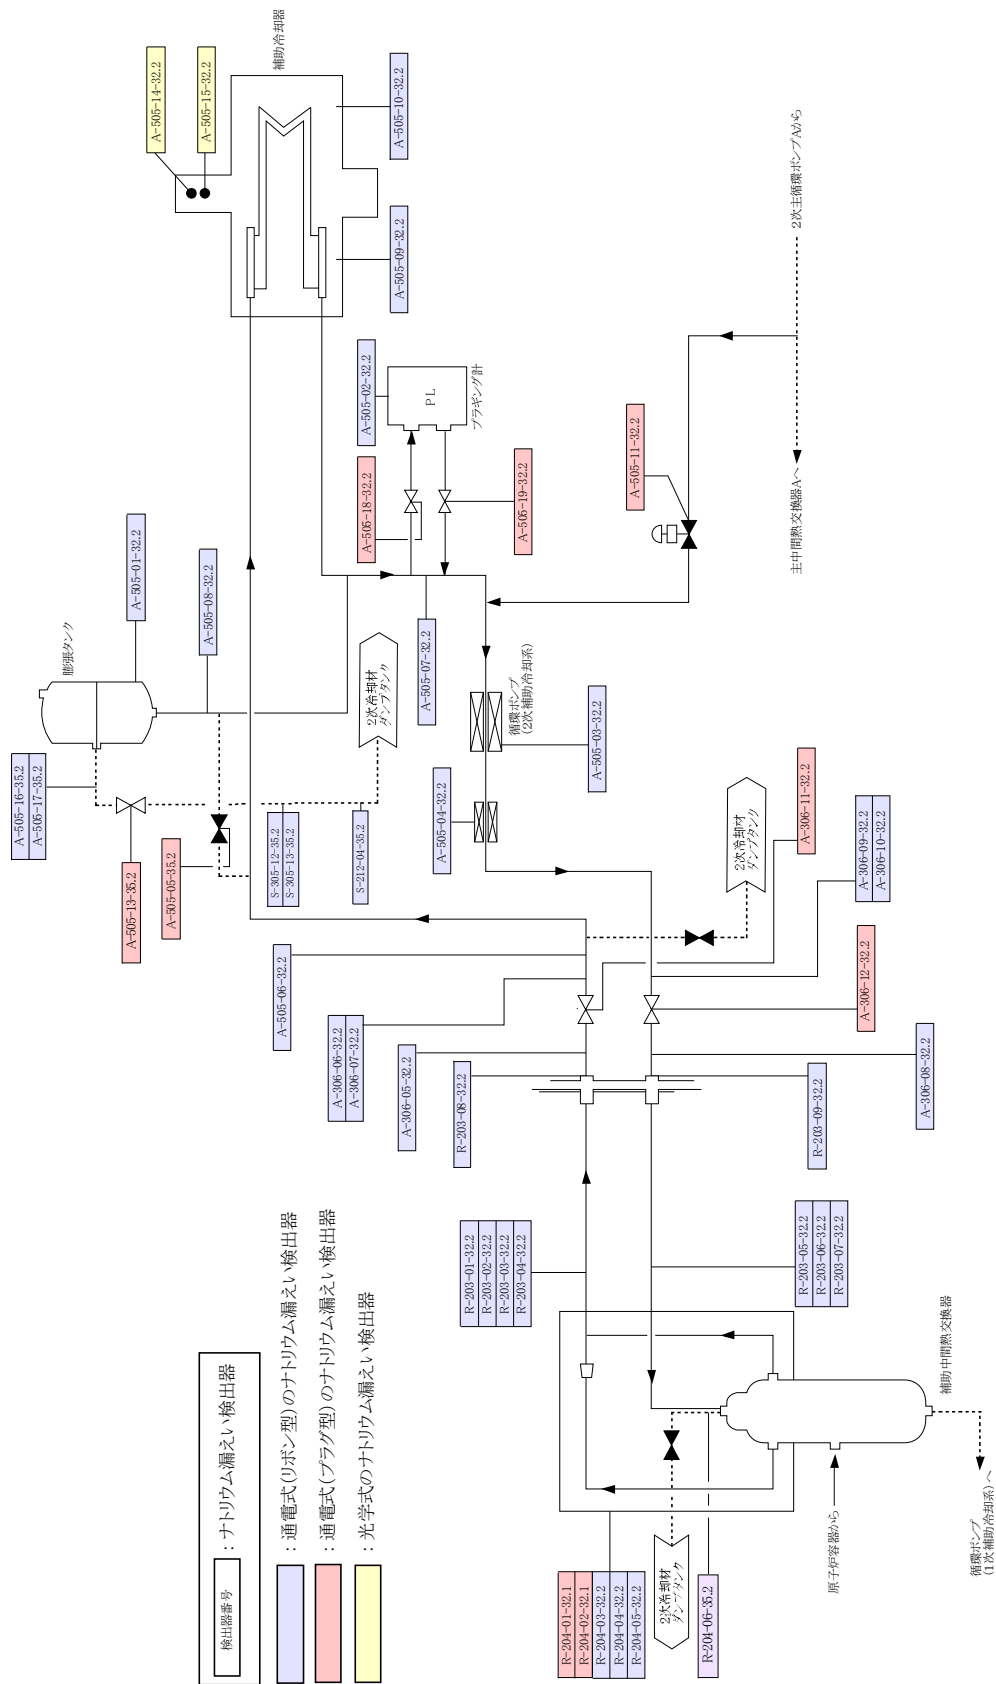 検出器番号
：ナトリウム漏えい検出器
：通電式(リボン型)のナトリウム漏えい検出器
：通電式(プラグ型)のナトリウム漏えい検出器
：光学式のナトリウム漏えい検出器
R-204-01-32.1
R-204-02-32.1
R-204-03-32.2
R-204-04-32.2
R-204-05-32.2
2次冷却材
ダンプタンク
R-204-06-35.2
原子炉容器から
循環ポンプ
(1次補助冷却系)へ
補助中間熱交換器
R-203-01-32.2
R-203-02-32.2
R-203-03-32.2
R-203-04-32.2
R-203-05-32.2
R-203-06-32.2
R-203-07-32.2
R-203-08-32.2
R-203-09-32.2
A-306-05-32.2
A-306-08-32.2
A-306-06-32.2
A-306-07-32.2
A-505-06-32.2
A-306-12-32.2
A-306-09-32.2
A-306-10-32.2
A-306-11-32.2
2次冷却材
ダンプタンク
A-505-13-35.2
A-505-05-35.2
S-305-12-35.2
S-305-13-35.2
S-212-04-35.2
A-505-04-32.2
A-505-03-32.2
循環ポンプ
(2次補助冷却系)
A-505-16-35.2
A-505-17-35.2
2次冷却材
ダンプタンク
膨張タンク
A-505-01-32.2
A-505-08-32.2
A-505-07-32.2
A-505-18-32.2
A-505-19-32.2
A-505-02-32.2
PL
プラギング計
A-505-11-32.2
主中間熱交換器Aへ
2次主循環ポンプAから
A-505-09-32.2
A-505-10-32.2
A-505-14-32.2
A-505-15-32.2
補助冷却器